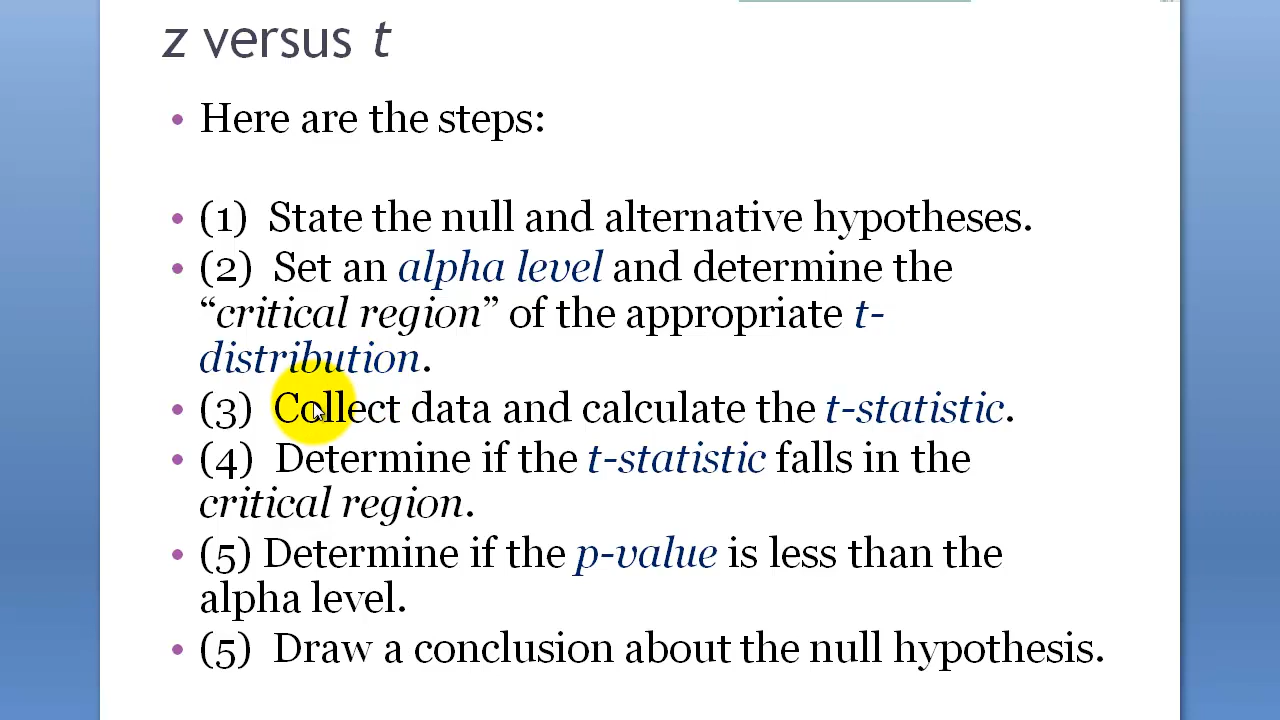 z versus t
• Here are the steps:
• (1) State the null and alternative hypotheses.
• (2) Set an alpha level and determine the
“critical region” of the appropriate t-
distribution.
• (3) Collect data and calculate the t-statistic.
• (4) Determine if the t-statistic falls in the
critical region.
• (5) Determine if the p-value is less than the
alpha level.
• (5) Draw a conclusion about the null hypothesis.